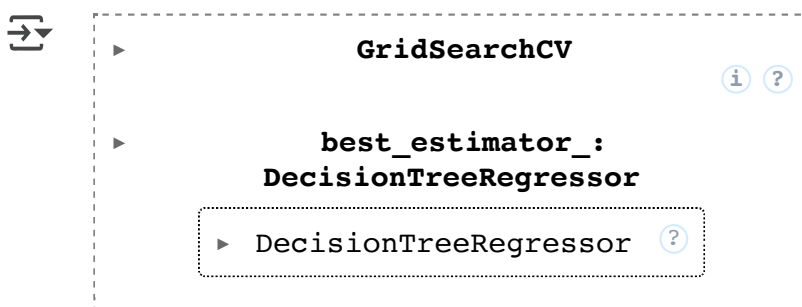 GridSearchCV
i ?
best_estimator_:
DecisionTreeRegressor
DecisionTreeRegressor ?